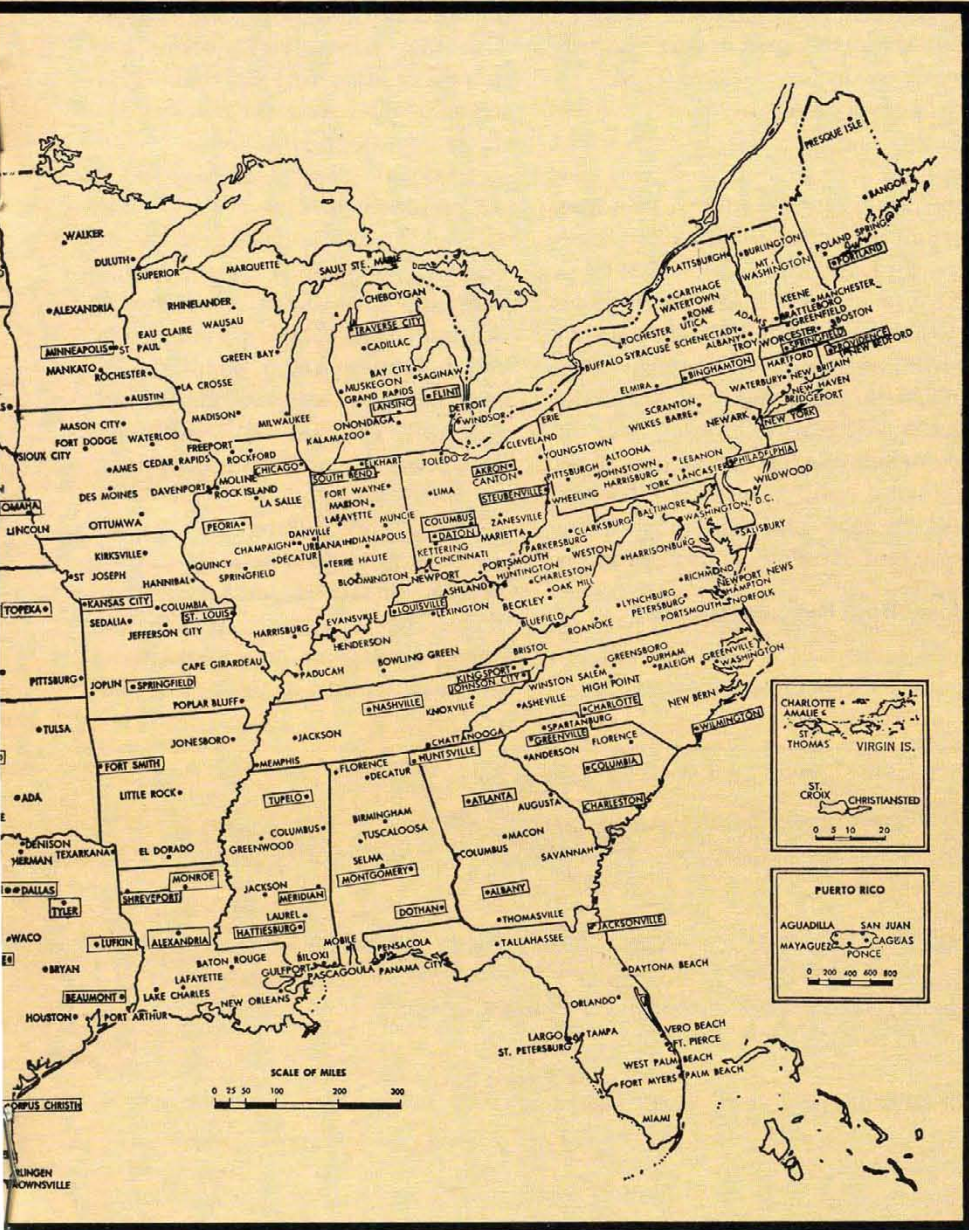 PRESQUE ISLE
BANGOR
WALKER
DULUTH
SUPERIOR
MARQUETTE
SAULT STE. MARIE
PLATTSBURGH
BURLINGTON
MT. WASHINGTON
POLAND SPRING
PORTLAND
ALEXANDRIA
RHINELANDER
CHEBOYGAN
CARTHAGE
WATERTOWN
KEENE
MANCHESTER
EAU CLAIRE
WAUSAU
TRAVERSE CITY
ROME
ADAMS
BRATTLEBORO
GREENFIELD
MINNEAPOLIS
ST PAUL
GREEN BAY
CADILLAC
ROCHESTER
UTICA
SCHENECTADY
TROY
WORCESTER
BOSTON
BUFFALO
SYRACUSE
ALBANY
SPRINGFIELD
PROVIDENCE
NEW BEDFORD
MANKATO
ROCHESTER
LA CROSSE
BAY CITY
SAGINAW
MUSKEGON
GRAND RAPIDS
FLINT
ELMIRA
BINGHAMTON
HARTFORD
WATERBURY
NEW BRITAIN
NEW HAVEN
BRIDGEPORT
AUSTIN
LANSINO
MADISON
MILWAUKEE
ONONDAGA
DETROIT
WINDSOR
ERIE
SCRANTON
WILKES BARRE
NEWARK
NEW YORK
MASON CITY
FORT DODGE
WATERLOO
KALAMAZOO
CLEVELAND
SIOUX CITY
FREEPORT
ROCKFORD
CHICAGO
ELKHART
TOLEDO
YOUNGSTOWN
ALTOONA
AMES
CEDAR RAPIDS
SOUTH BEND
AKRON
CANTON
PITTSBURGH
JOHNSTOWN
LEBANON
HARRISBURG
PHILADELPHIA
MOLINE
DES MOINES
DAVENPORT
ROCK ISLAND
FORT WAYNE
LIMA
STEUBENVILLE
WHEELING
YORK
LANCASTER
WILDWOOD
OMAHA
LA SALLE
MARION
LINCOLN
OTTUMWA
PEORIA
LAFAYETTE
MUNCIE
COLUMBUS
ZANESVILLE
BALTIMORE
WASHINGTON, D.C.
DANVILLE
DATON
MARIETTA
CLARKSBURG
SALISBURY
KIRKSVILLE
CHAMPAIGN
URBANA
INDIANAPOLIS
KETTERING
CINCINNATI
PARKERSBURG
WESTON
HARRISONBURG
QUINCY
DECATUR
TERRE HAUTE
PORTSMOUTH
ST JOSEPH
HANNIBAL
SPRINGFIELD
BLOOMINGTON
NEWPORT
HUNTINGTON
CHARLESTON
RICHMOND
NEWPORT NEWS
ASHLAND
OAK HILL
HAMPTON
TOPEKA
KANSAS CITY
COLUMBIA
ST. LOUIS
LOUISVILLE
LEXINGTON
BECKLEY
LYNCHBURG
PETERSBURG
NORFOLK
PORTSMOUTH
SEDALIA
JEFFERSON CITY
HARRISBURG
EVANSVILLE
HENDERSON
BLUEFIELD
ROANOKE
CAPE GIRARDEAU
BOWLING GREEN
BRISTOL
GREENSBORO
DURHAM
GREENVILLE
PITTSBURG
JOPLIN
SPRINGFIELD
PADUCAH
KINGSPORT
JOHNSON CITY
WINSTON SALEM
RALEIGH
WASHINGTON
HIGH POINT
POPLAR BLUFF
NASHVILLE
KNOXVILLE
ASHEVILLE
CHARLOTTE
NEW BERN
TULSA
JONESBORO
JACKSON
CHATTANOOGA
SPARTANBURG
WILMINGTON
GREENVILLE
FLORENCE
FORT SMITH
MEMPHIS
FLORENCE
HUNTSVILLE
ANDERSON
DECATUR
COLUMBIA
ADA
LITTLE ROCK
TUPELO
ATLANTA
AUGUSTA
CHARLESTON
BIRMINGHAM
COLUMBUS
TUSCALOOSA
MACON
DENISON
HERMAN
TEXARKANA
EL DORADO
GREENWOOD
SELMA
COLUMBUS
SAVANNAH
MONROE
MONTGOMERY
DALLAS
SHREVEPORT
JACKSON
MERIDIAN
ALBANY
TYLER
LAUREL
DOTHAN
THOMASVILLE
JACKSONVILLE
WACO
LUFKIN
ALEXANDRIA
HATTIESBURG
MOBILE
PENSACOLA
TALLAHASSEE
BATON ROUGE
BILOXI
BRYAN
GULFPORT
PASCAGOULA
PANAMA CITY
DAYTONA BEACH
LAFAYETTE
BEAUMONT
LAKE CHARLES
NEW ORLEANS
ORLANDO
HOUSTON
PORT ARTHUR
VERO BEACH
LARGO
TAMPA
FT. PIERCE
ST. PETERSBURG
WEST PALM BEACH
FORT MYERS
PALM BEACH
MIAMI
SCALE OF MILES
0 25 50 100 200 300
ORPUS CHRISTI
RLINGEN
ROWNSVILLE
CHARLOTTE
AMALIE
ST.
THOMAS
VIRGIN IS.
ST.
CROIX
CHRISTIANSTED
0 5 10 20
PUERTO RICO
AGUADILLA
SAN JUAN
MAYAGUEZ
CAGUAS
PONCE
0 200 400 600 800